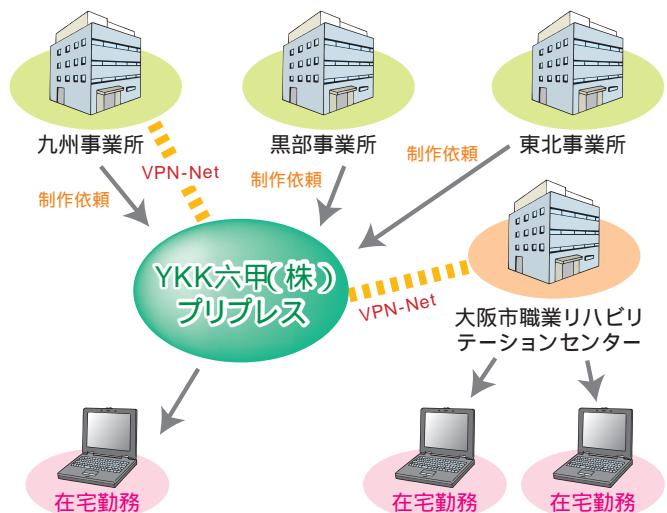 九州事業所
黒部事業所
東北事業所
制作依頼
VPN-Net
制作依頼
制作依頼
YKK六甲(株)
プリプレス
VPN-Net
大阪市職業リハビリ
テーションセンター
在宅勤務
在宅勤務
在宅勤務